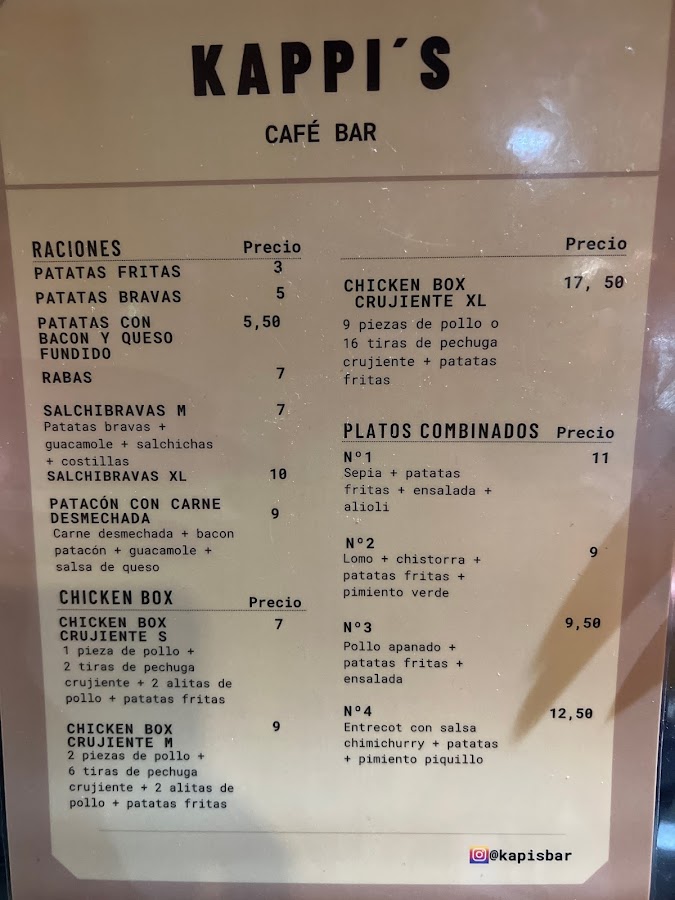 KAPPI´S
CAFÉ BAR
RACIONES Precio
PATATAS FRITAS 3
PATATAS BRAVAS 5
PATATAS CON 5,50
BACON Y QUESO
FUNDIDO
RABAS 7
SALCHIBRAVAS M 7
Patatas bravas +
guacamole + salchichas
+ costillas
SALCHIBRAVAS XL 10
PATACÓN CON CARNE
DESMECHADA 9
Carne desmechada + bacon
patacón + guacamole +
salsa de queso
CHICKEN BOX Precio
CHICKEN BOX 7
CRUJIENTE S
1 pieza de pollo +
2 tiras de pechuga
crujiente + 2 alitas de
pollo + patatas fritas
CHICKEN BOX 9
CRUJIENTE M
2 piezas de pollo +
6 tiras de pechuga
crujiente + 2 alitas de
pollo + patatas fritas
Precio
CHICKEN BOX 17, 50
CRUJIENTE XL
9 piezas de pollo o
16 tiras de pechuga
crujiente + patatas
fritas
PLATOS COMBINADOS Precio
Nº1 11
Sepia + patatas
fritas + ensalada +
alioli
Nº2 9
Lomo + chistorra +
patatas fritas +
pimiento verde
Nº3 9,50
Pollo apanado +
patatas fritas +
ensalada
Nº4 12,50
Entrecot con salsa
chimichurry + patatas
+ pimiento piquillo
@kapisbar